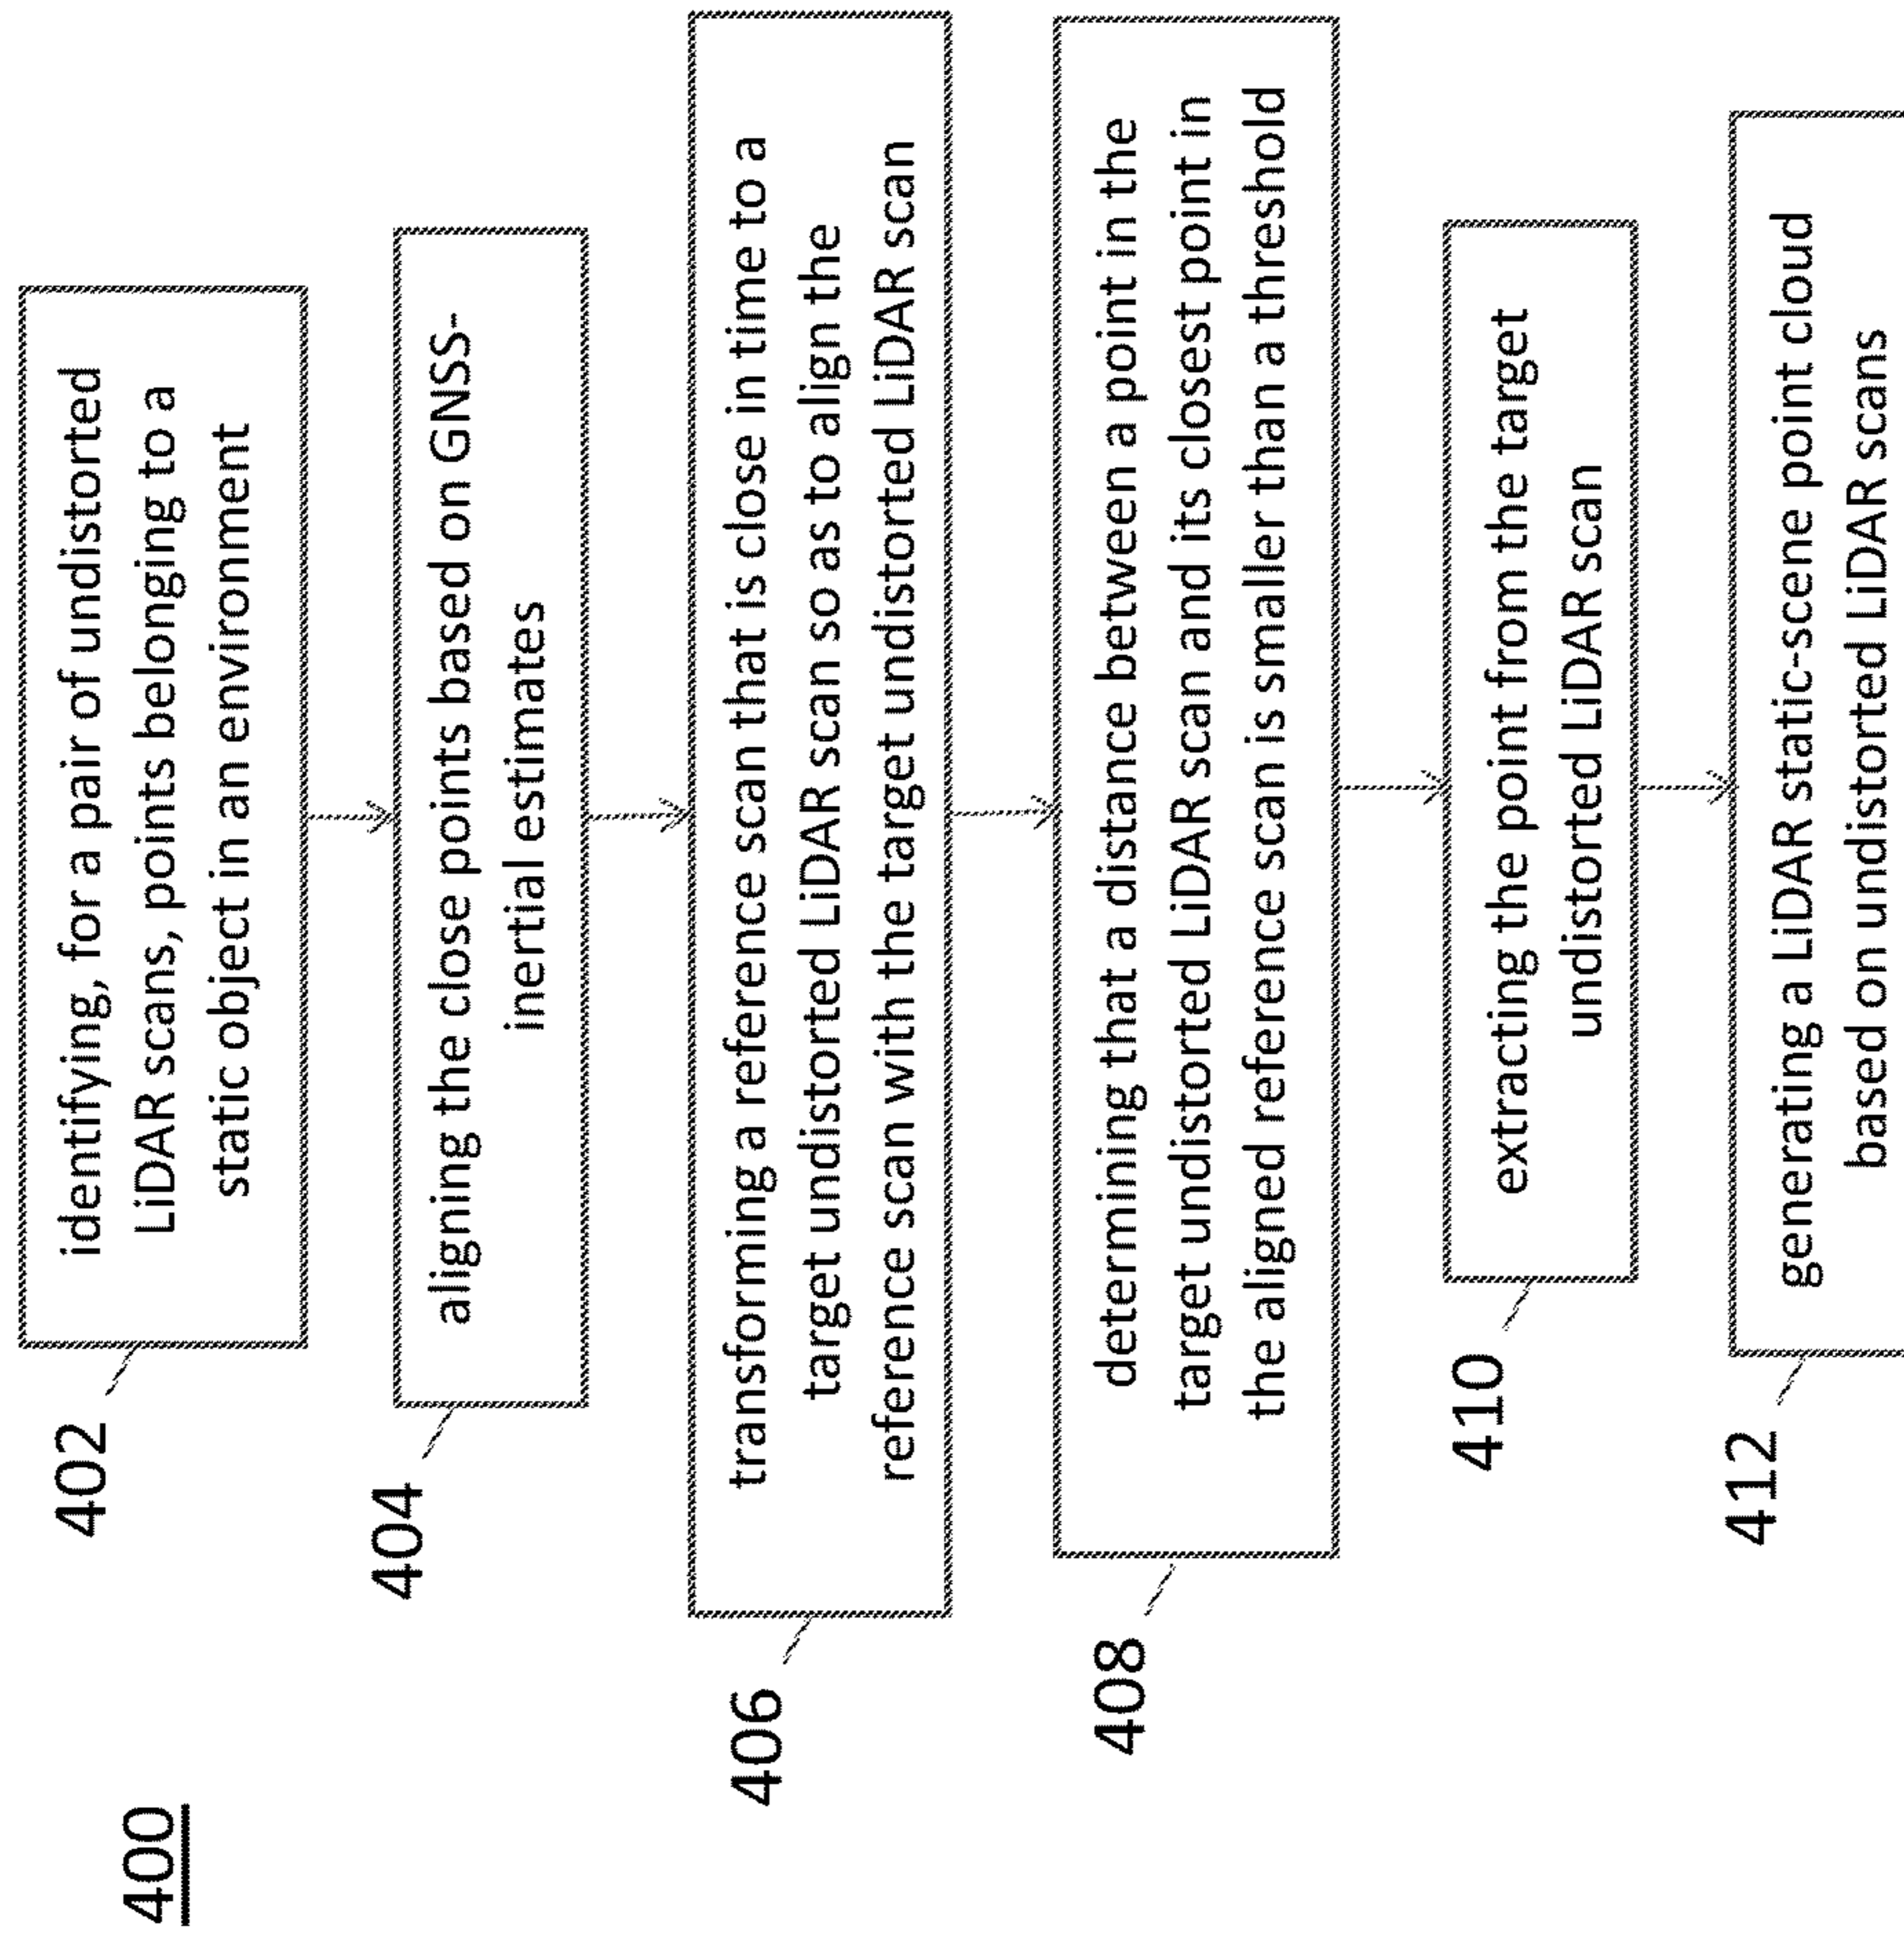 400
402
identifying, for a pair of undistorted
LiDAR scans, points belonging to a
static object in an environment
404
aligning the close points based on GNSS-
inertial estimates
406
transforming a reference scan that is close in time to a
target undistorted LiDAR scan so as to align the
reference scan with the target undistorted LiDAR scan
408
determining that a distance between a point in the
target undistorted LiDAR scan and its closest point in
the aligned reference scan is smaller than a threshold
410
extracting the point from the target
undistorted LiDAR scan
412
generating a LiDAR static-scene point cloud
based on undistorted LiDAR scans